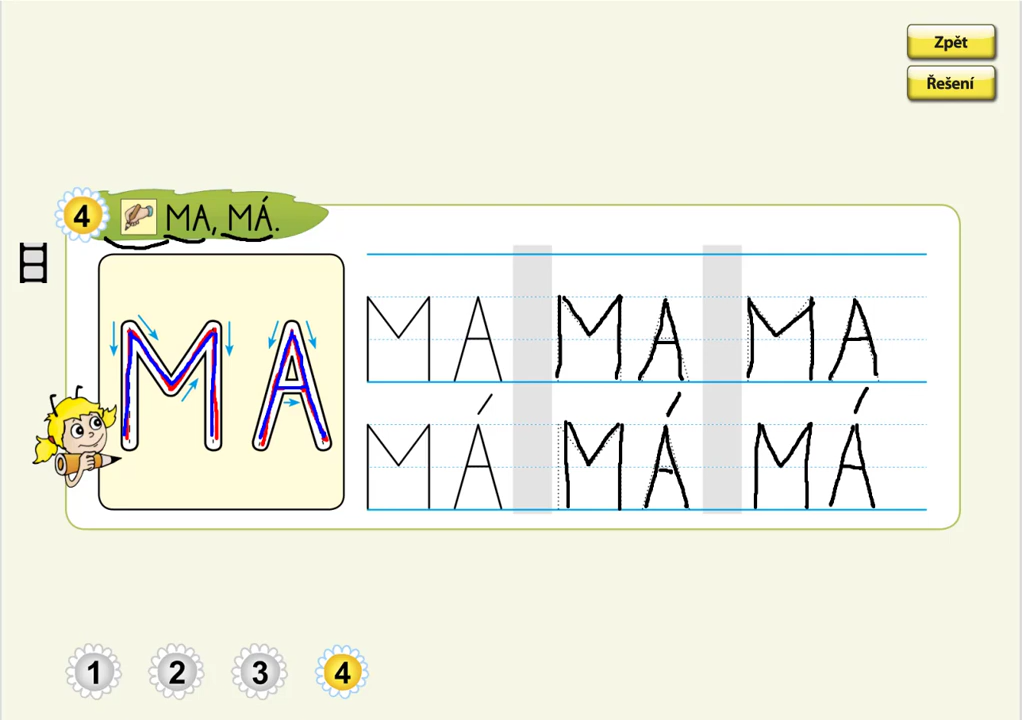 Zpět
Řešení
4 MA, MÁ.
MA MA MA MA
MÁ MÁ MÁ
1 2 3 4